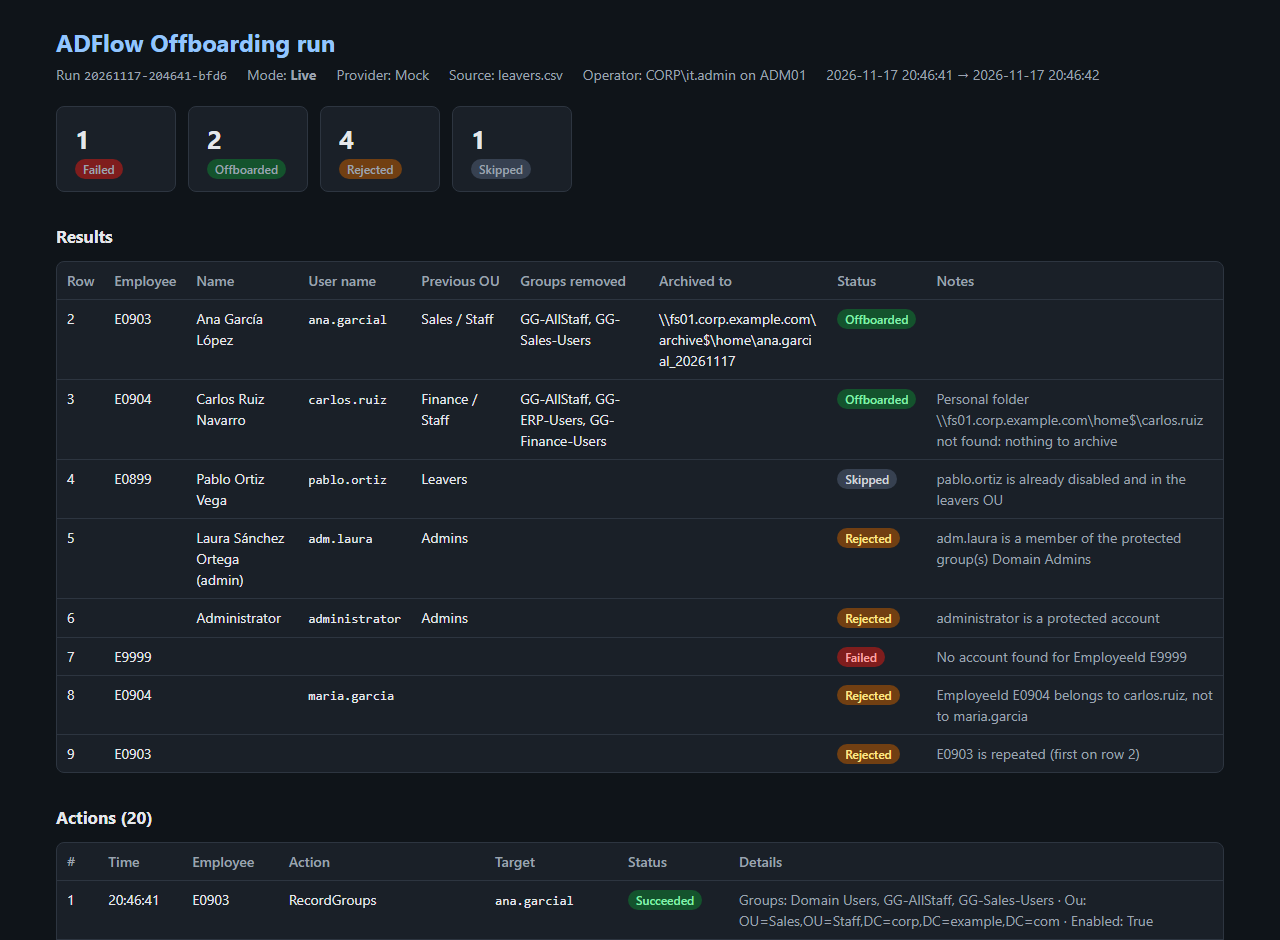 ADFlow Offboarding run
Run 20261117-204641-bfd6 Mode: Live Provider: Mock Source: leavers.csv Operator: CORP\it.admin on ADM01 2026-11-17 20:46:41 → 2026-11-17 20:46:42
1 2 4 1
Failed Offboarded Rejected Skipped
Results
Row Employee Name User name Previous OU Groups removed Archived to Status Notes
2 E0903 Ana García ana.garcial Sales / Staff GG-AllStaff, GG- \\fs01.corp.example.com\ Offboarded
López Sales-Users archive$\home\ana.garci
al_20261117
3 E0904 Carlos Ruiz carlos.ruiz Finance / GG-AllStaff, GG- Offboarded Personal folder
Navarro Staff ERP-Users, GG- \\fs01.corp.example.com\home$\carlos.ruiz
Finance-Users not found: nothing to archive
4 E0899 Pablo Ortiz pablo.ortiz Leavers Skipped pablo.ortiz is already disabled and in the
Vega leavers OU
5 Laura Sánchez adm.laura Admins Rejected adm.laura is a member of the protected
Ortega group(s) Domain Admins
(admin)
6 Administrator administrator Admins Rejected administrator is a protected account
7 E9999 Failed No account found for EmployeeId E9999
8 E0904 maria.garcia Rejected EmployeeId E0904 belongs to carlos.ruiz, not
to maria.garcia
9 E0903 Rejected E0903 is repeated (first on row 2)
Actions (20)
# Time Employee Action Target Status Details
1 20:46:41 E0903 RecordGroups ana.garcial Succeeded Groups: Domain Users, GG-AllStaff, GG-Sales-Users · Ou:
OU=Sales,OU=Staff,DC=corp,DC=example,DC=com · Enabled: True